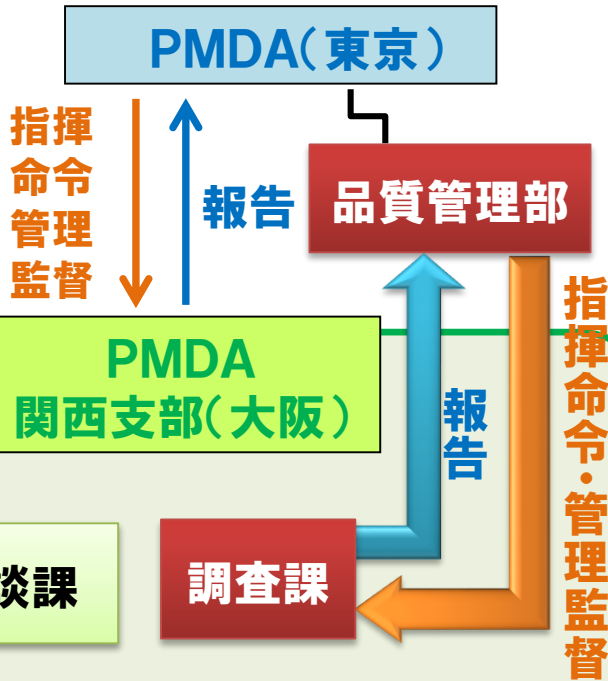 PMDA（東京）
指揮
命令
管理
監督
報告
品質管理部
PMDA
関西支部（大阪）
報告
指揮命令・管理監督
談課
調査課